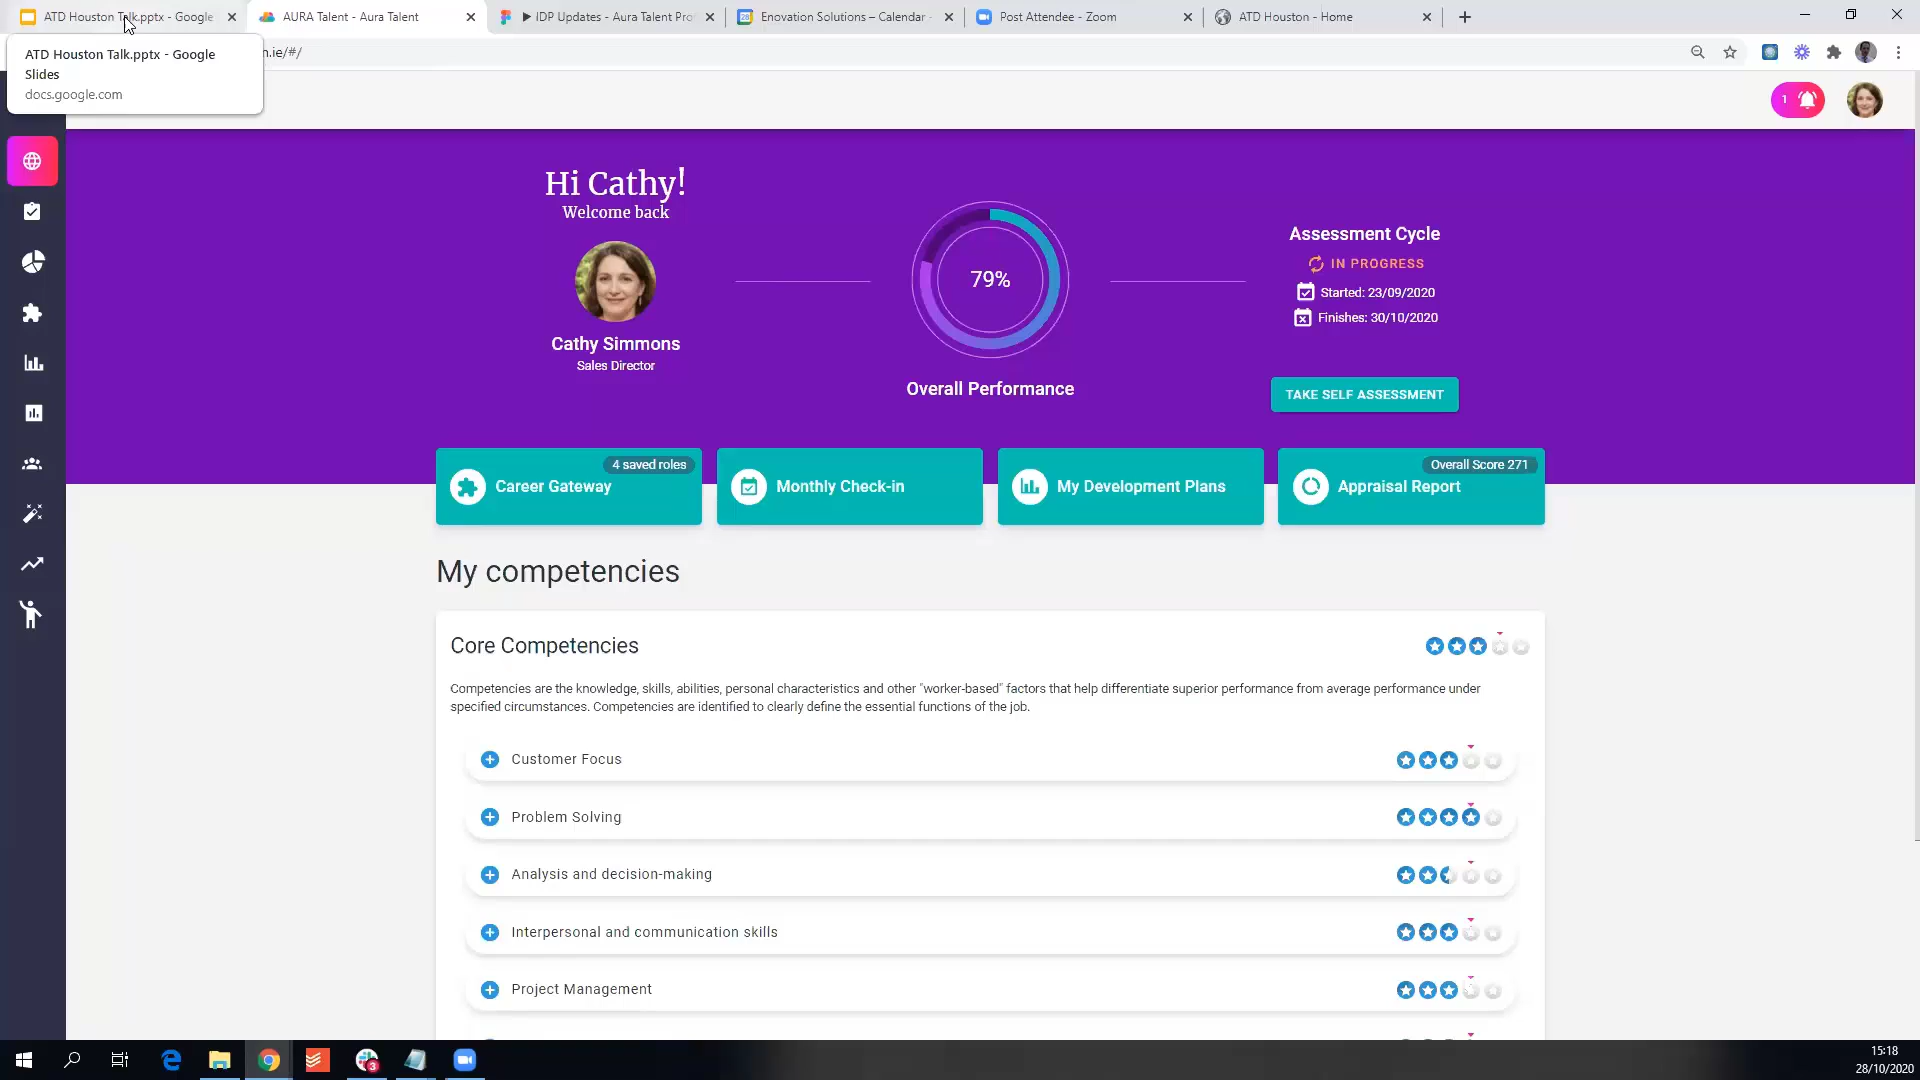 ATD Houston Talk.pptx - Google
AURA Talent - Aura Talent
IDP Updates - Aura Talent Pro
Enovation Solutions – Calendar -
Post Attendee - Zoom
ATD Houston - Home
ATD Houston Talk.pptx - Google
Slides
docs.google.com
n.ie/#/
1
Hi Cathy!
Welcome back
Cathy Simmons
Sales Director
79%
Overall Performance
Assessment Cycle
IN PROGRESS
Started: 23/09/2020
Finishes: 30/10/2020
TAKE SELF ASSESSMENT
4 saved roles
Career Gateway
Monthly Check-in
My Development Plans
Overall Score 271
Appraisal Report
My competencies
Core Competencies
Competencies are the knowledge, skills, abilities, personal characteristics and other "worker-based" factors that help differentiate superior performance from average performance under
specified circumstances. Competencies are identified to clearly define the essential functions of the job.
Customer Focus
Problem Solving
Analysis and decision-making
Interpersonal and communication skills
Project Management
3
15:18
28/10/2020